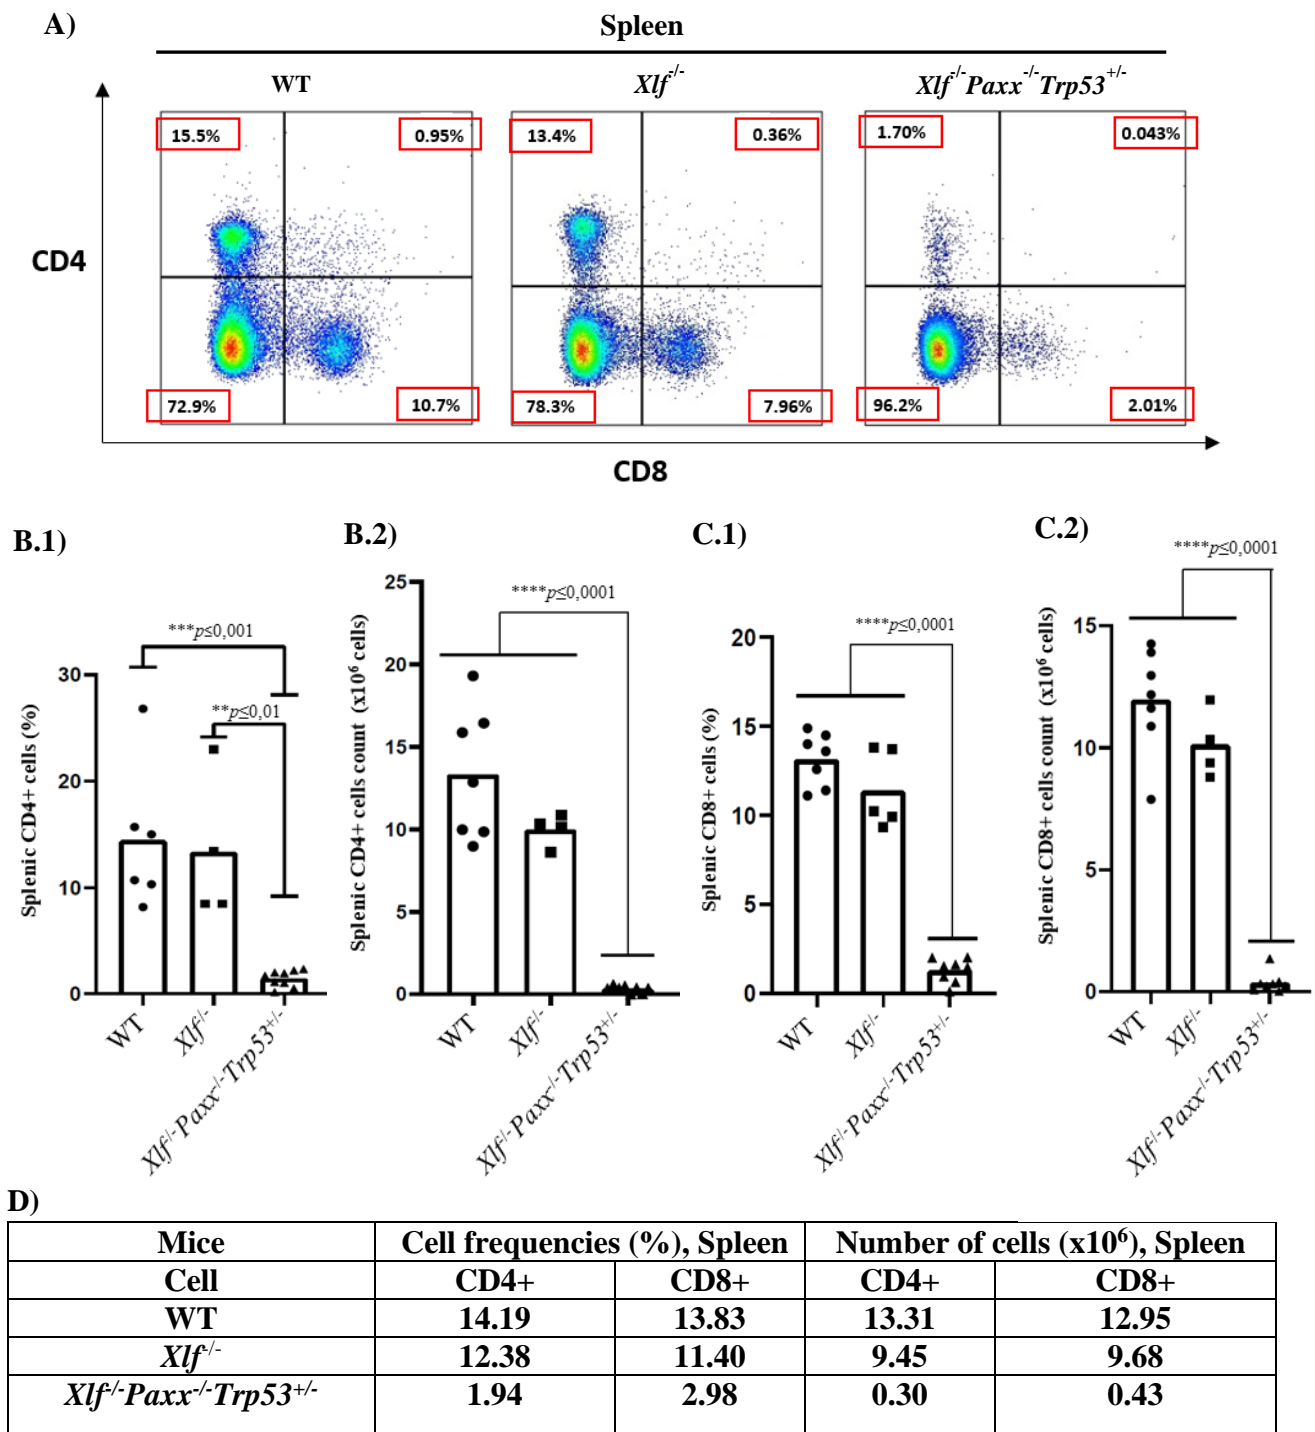 A)
Spleen
WT
Xlf-/-
Xlf-/-Paxx-/-Trp53+/-
15.5%
0.95%
13.4%
0.36%
1.70%
0.043%
CD4
72.9%
10.7%
78.3%
7.96%
96.2%
2.01%
CD8
B.1)
***p≤0,001
**p≤0,01
Splenic CD4+ cells (%)
30
20
10
0
WT
Xlf-/-
Xlf-/-Paxx-/-Trp53+/-
B.2)
****p≤0,0001
Splenic CD4+ cells count (x10⁶ cells)
25
20
15
10
5
0
WT
Xlf-/-
Xlf-/-Paxx-/-Trp53+/-
C.1)
****p≤0,0001
Splenic CD8+ cells (%)
20
15
10
5
0
WT
Xlf-/-
Xlf-/-Paxx-/-Trp53+/-
C.2)
****p≤0,0001
Splenic CD8+ cells count (x10⁶ cells)
15
10
5
0
WT
Xlf-/-
Xlf-/-Paxx-/-Trp53+/-
D)
Mice Cell frequencies (%), Spleen Number of cells (x10⁶), Spleen
Cell CD4+ CD8+ CD4+ CD8+
WT 14.19 13.83 13.31 12.95
Xlf-/- 12.38 11.40 9.45 9.68
Xlf-/-Paxx-/-Trp53+/- 1.94 2.98 0.30 0.43